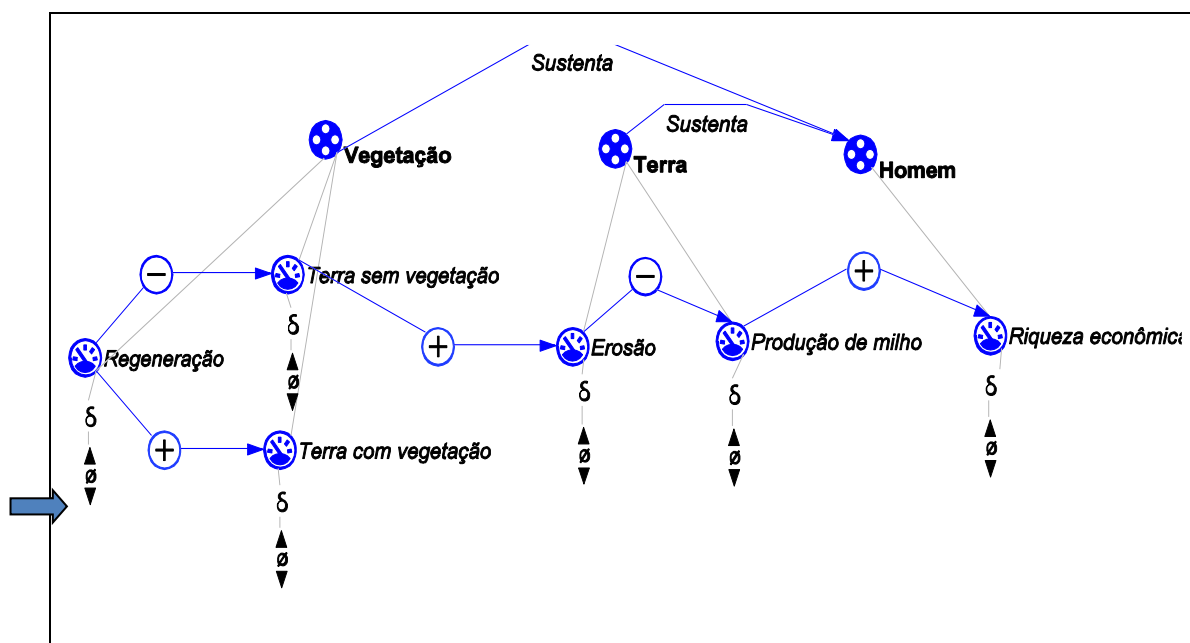 Sustenta
Sustenta
Vegetação
Terra
Homem
−
Terra sem vegetação
−
+
Regeneração
+
Erosão
Produção de milho
Riqueza econômica
δ
ø
δ
ø
+
Terra com vegetação
δ
ø
δ
ø
δ
ø
δ
ø